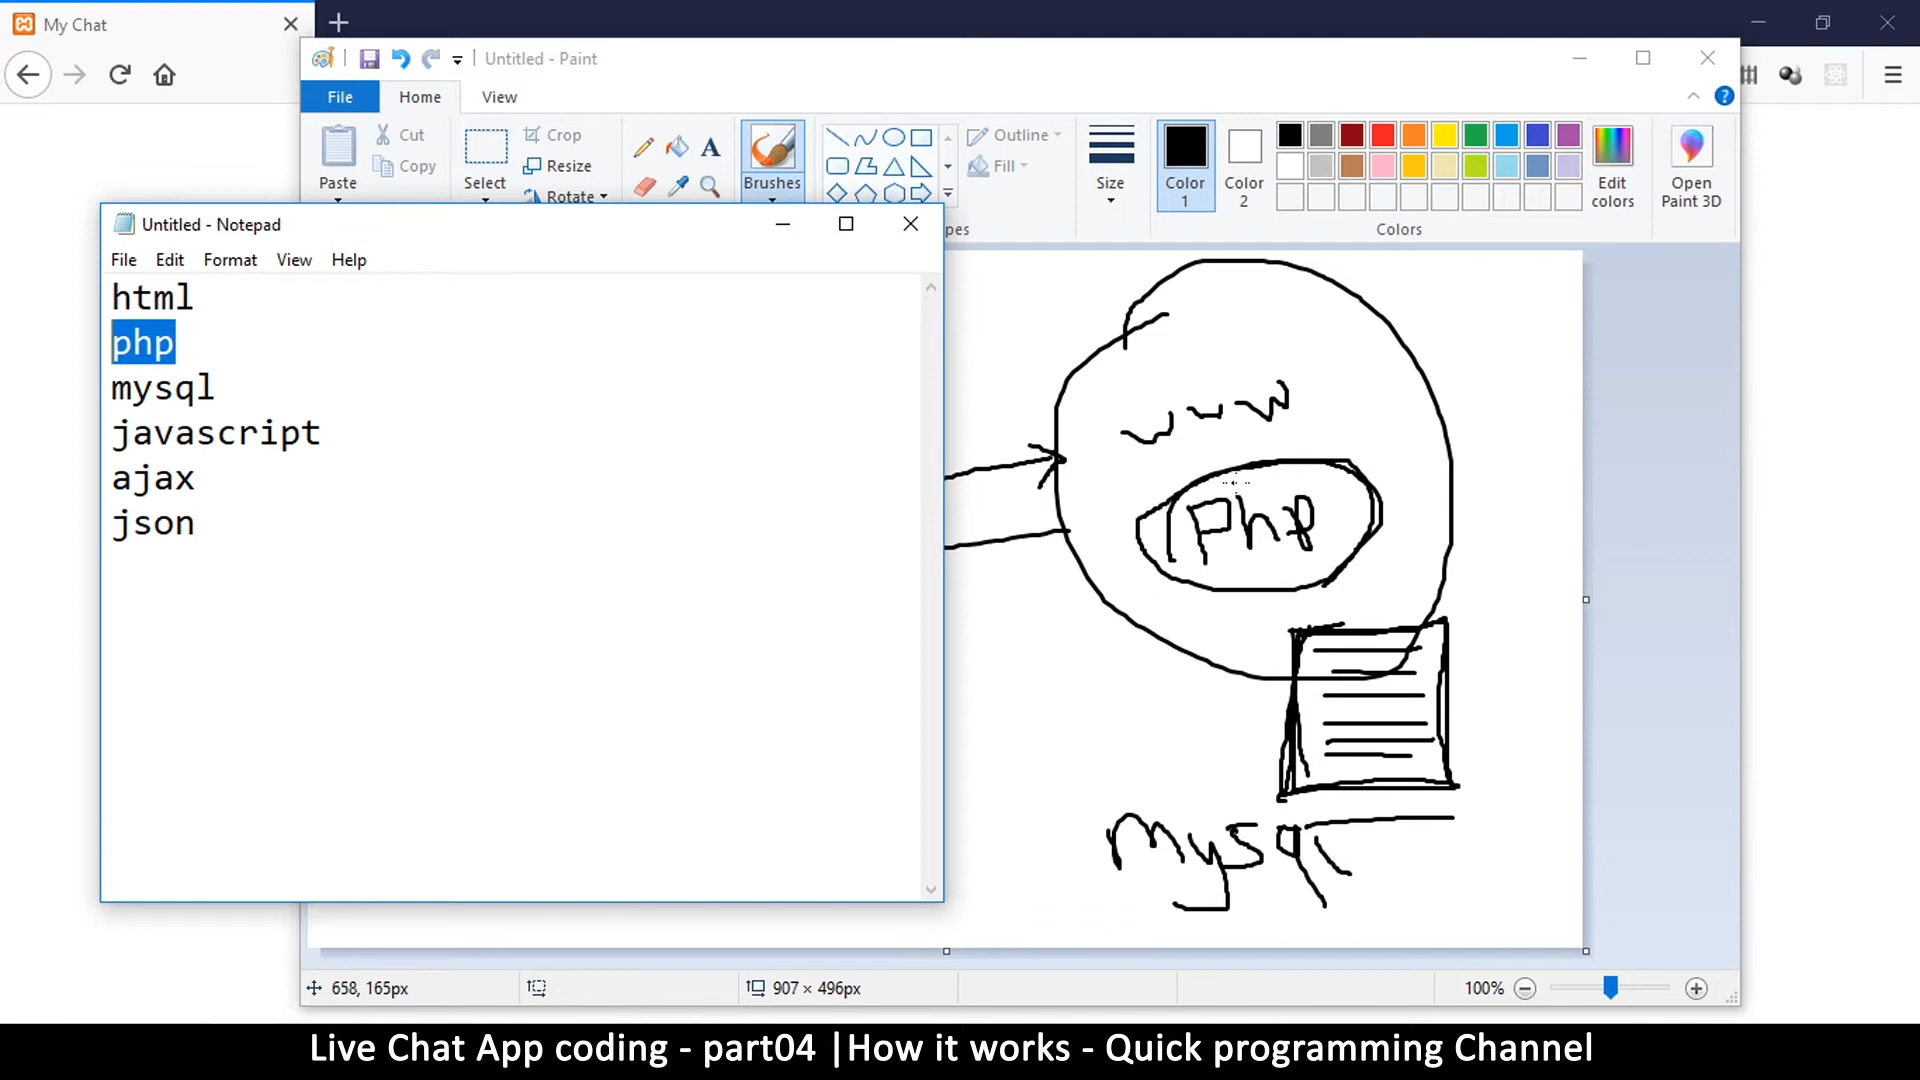 My Chat
Untitled - Paint
File Home View
Cut
Copy
Paste
Select
Crop
Resize
Rotate
Brushes
Outline
Fill
Size
Color 1
Color 2
Edit colors
Open Paint 3D
Colors
Untitled - Notepad
File Edit Format View Help
html
php
mysql
javascript
ajax
json
www
Php
mysql
658, 165px
907 × 496px
100%
Live Chat App coding - part04 |How it works - Quick programming Channel